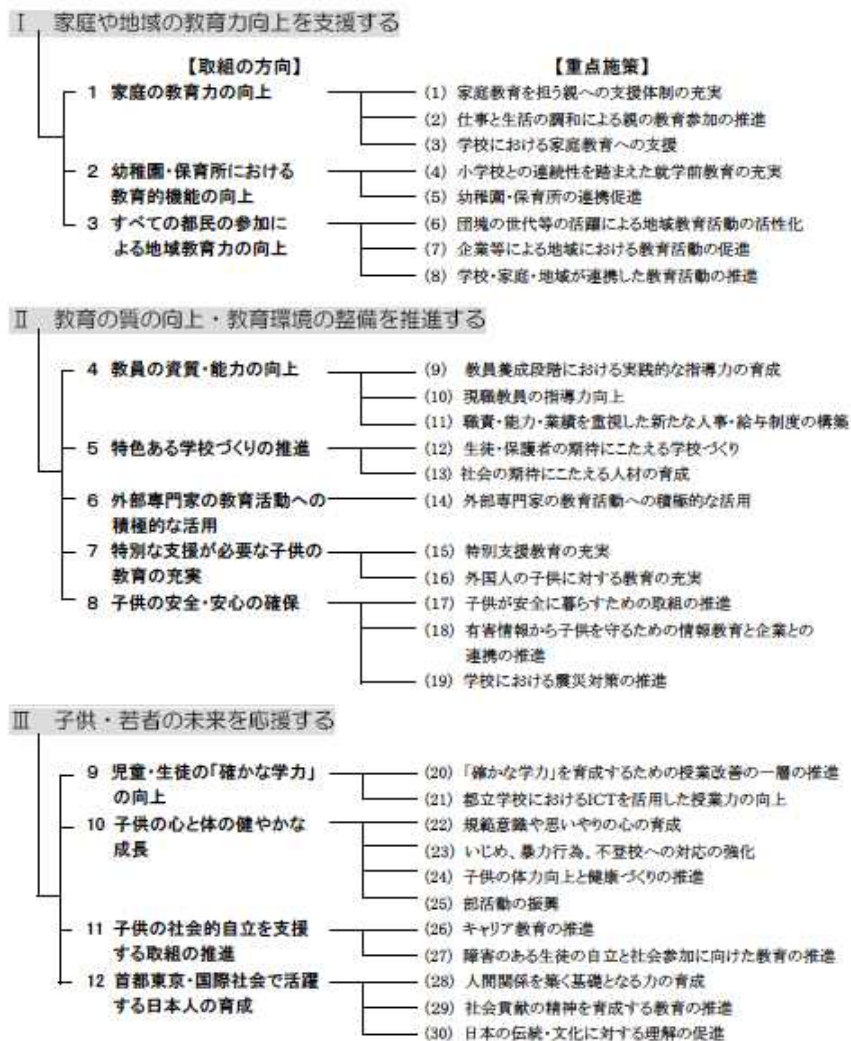 Ⅰ 家庭や地域の教育力向上を支援する
【取組の方向】 【重点施策】
1 家庭の教育力の向上 (1) 家庭教育を担う親への支援体制の充実
(2) 仕事と生活の調和による親の教育参加の推進
(3) 学校における家庭教育への支援
2 幼稚園・保育所における (4) 小学校との連続性を踏まえた就学前教育の充実
教育的機能の向上 (5) 幼稚園・保育所の連携促進
3 すべての都民の参加に (6) 団塊の世代等の活躍による地域教育活動の活性化
よる地域教育力の向上 (7) 企業等による地域における教育活動の促進
(8) 学校・家庭・地域が連携した教育活動の推進
Ⅱ 教育の質の向上・教育環境の整備を推進する
4 教員の資質・能力の向上 (9) 教員養成段階における実践的な指導力の育成
(10) 現職教員の指導力向上
(11) 職責・能力・業績を重視した新たな人事・給与制度の構築
5 特色ある学校づくりの推進 (12) 生徒・保護者の期待にこたえる学校づくり
(13) 社会の期待にこたえる人材の育成
6 外部専門家の教育活動への (14) 外部専門家の教育活動への積極的な活用
積極的な活用
7 特別な支援が必要な子供の (15) 特別支援教育の充実
教育の充実 (16) 外国人の子供に対する教育の充実
8 子供の安全・安心の確保 (17) 子供が安全に暮らすための取組の推進
(18) 有害情報から子供を守るための情報教育と企業との
連携の推進
(19) 学校における震災対策の推進
Ⅲ 子供・若者の未来を応援する
9 児童・生徒の「確かな学力」 (20) 「確かな学力」を育成するための授業改善の一層の推進
の向上 (21) 都立学校におけるICTを活用した授業力の向上
10 子供の心と体の健やかな (22) 規範意識や思いやりの心の育成
成長 (23) いじめ、暴力行為、不登校への対応の強化
(24) 子供の体力向上と健康づくりの推進
(25) 部活動の振興
11 子供の社会的自立を支援 (26) キャリア教育の推進
する取組の推進 (27) 障害のある生徒の自立と社会参加に向けた教育の推進
12 首都東京・国際社会で活躍 (28) 人間関係を築く基礎となる力の育成
する日本人の育成 (29) 社会貢献の精神を育成する教育の推進
(30) 日本の伝統・文化に対する理解の促進